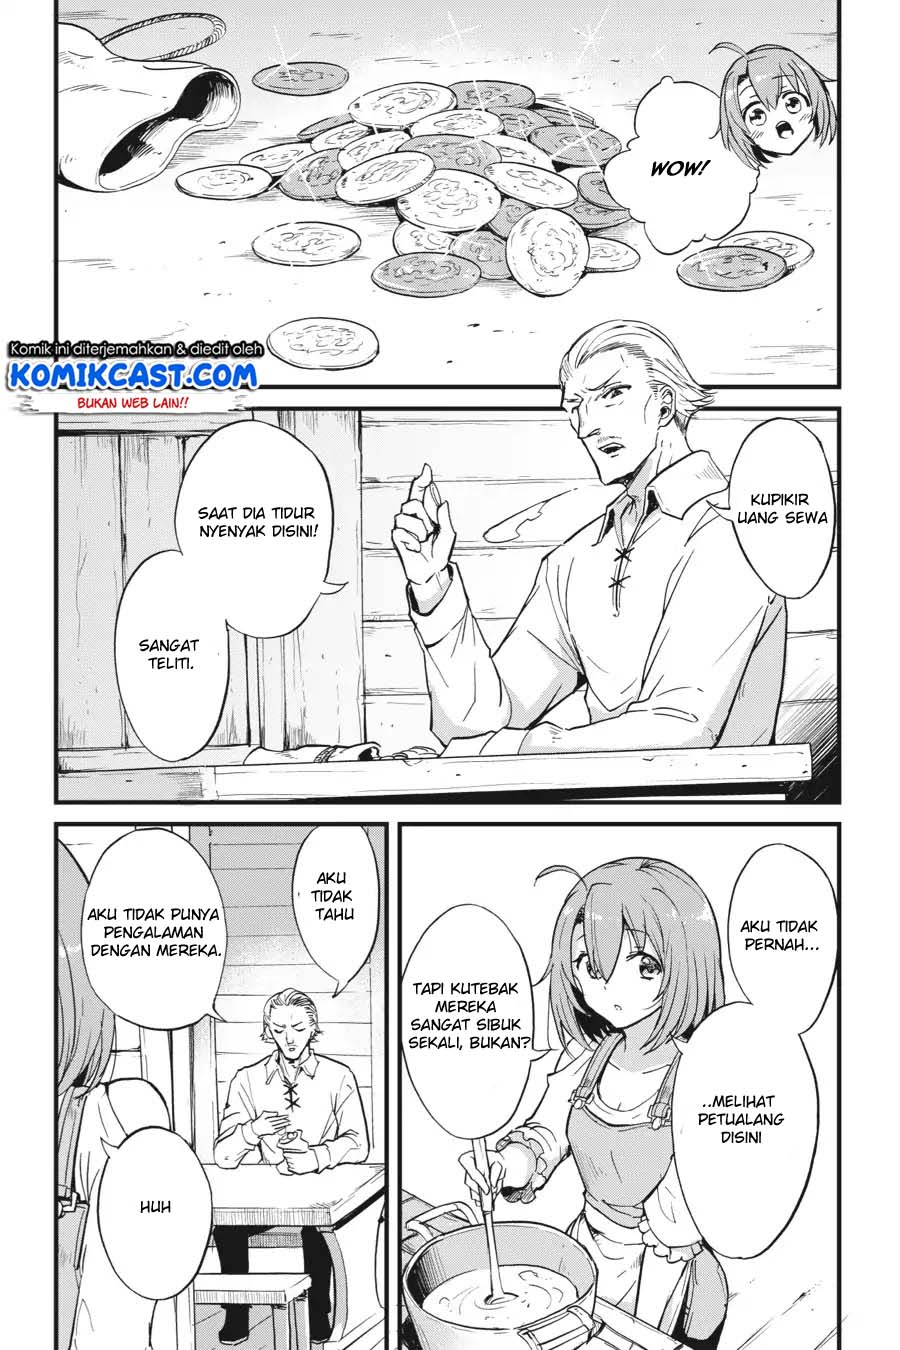 WOW!
Komik ini diterjemahkan & diedit oleh
KOMIKCAST.COM
BUKAN WEB LAIN!!
KUPIKIR
UANG SEWA
SAAT DIA TIDUR
NYENYAK DISINI!
SANGAT
TELITI.
AKU TIDAK
PERNAH...
..MELIHAT
PETUALANG
DISINI
TAPI KUTEBAK
MEREKA
SANGAT SIBUK
SEKALI, BUKAN?
AKU
TIDAK
TAHU
AKU TIDAK PUNYA
PENGALAMAN
DENGAN MEREKA.
HUH